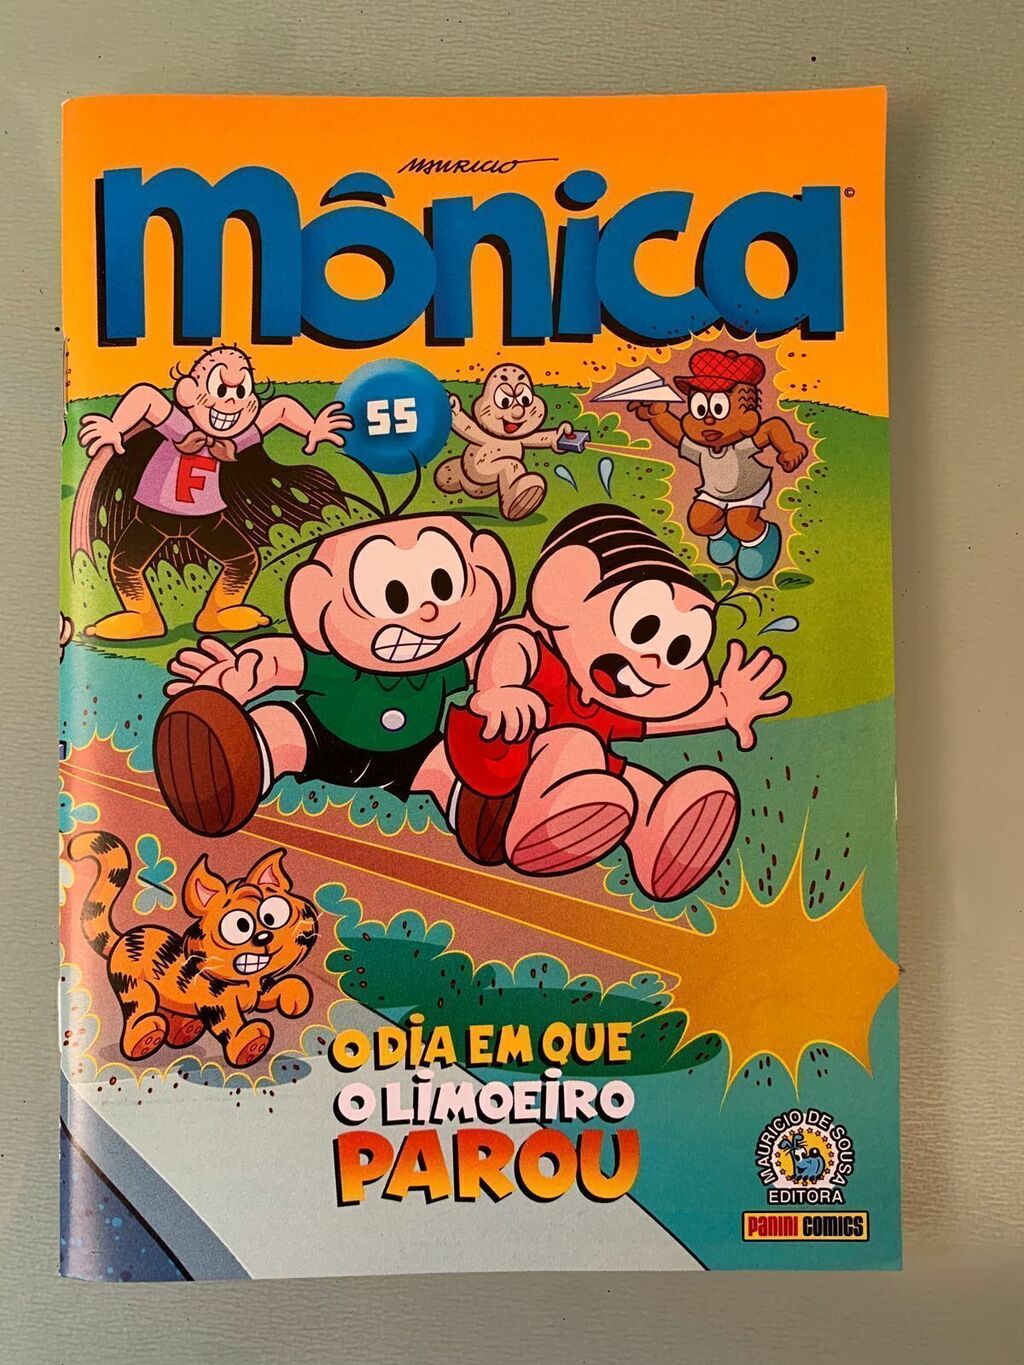 MAURICIO
Mônica
©
55
F
O DIA EM QUE
O LIMOEIRO
PAROU
MAURICIO DE SOUSA
EDITORA
PANINI COMICS